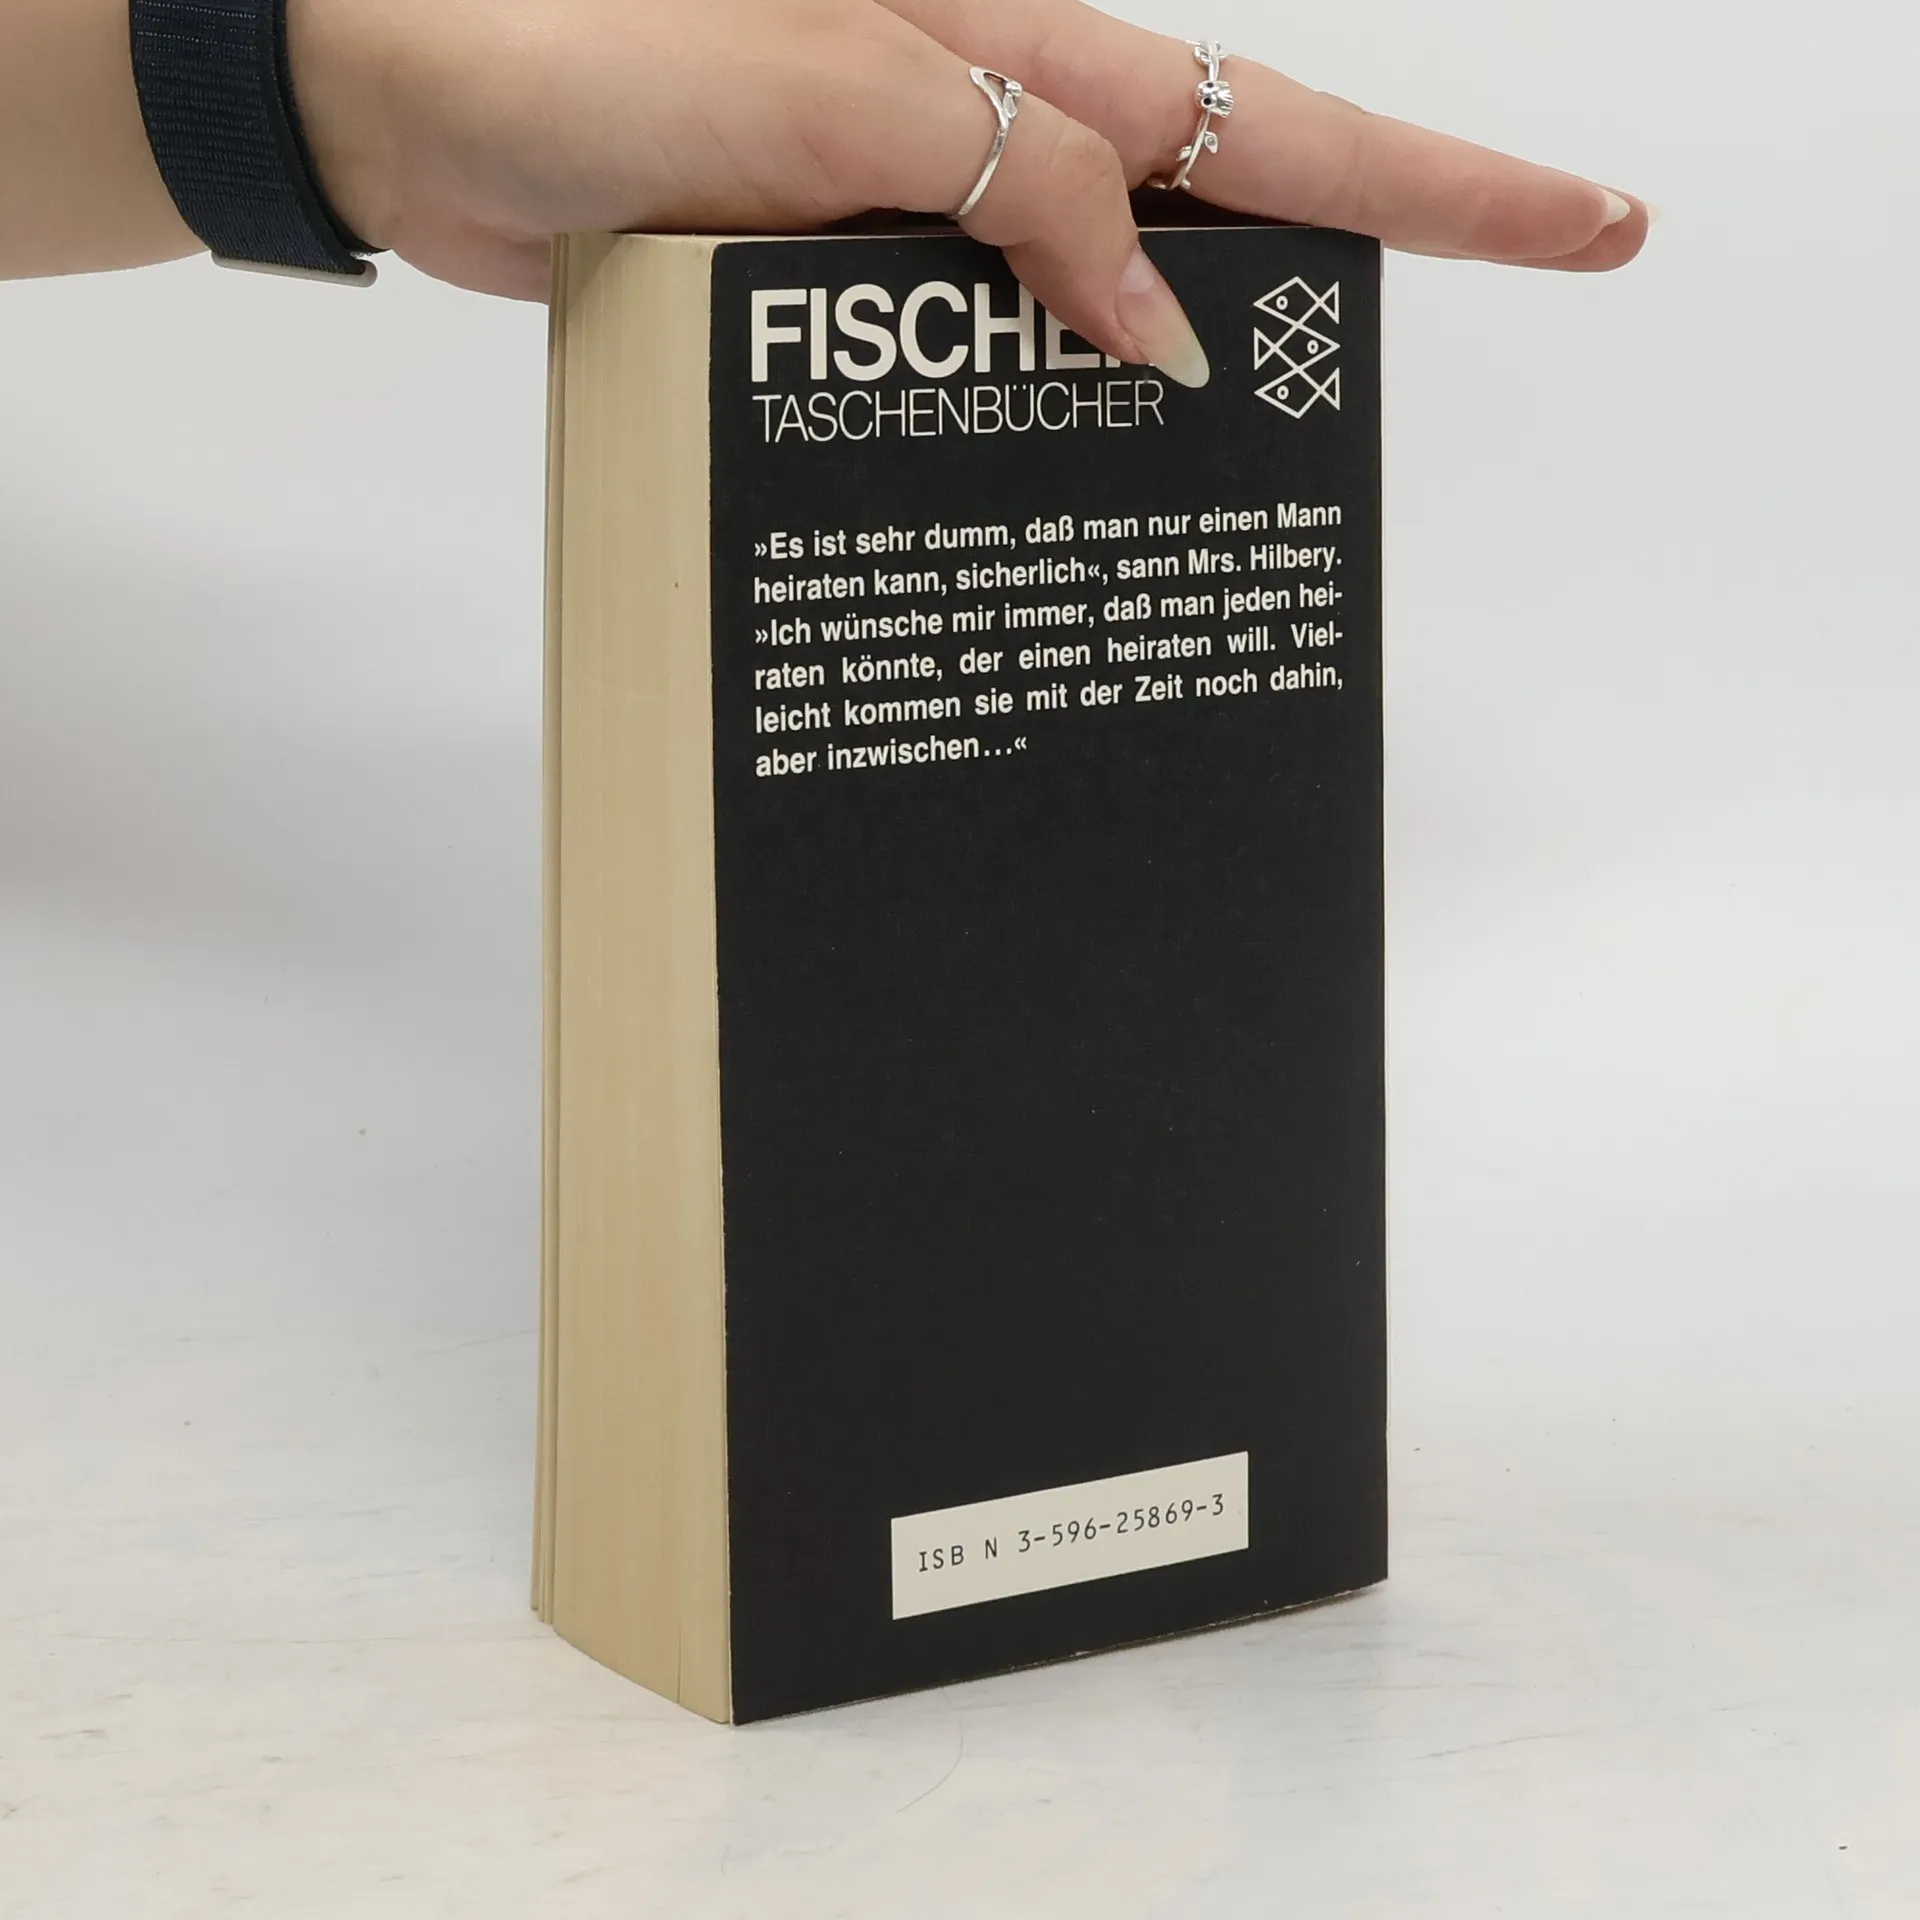 FISCHER
TASCHENBÜCHER
»Es ist sehr dumm, daß man nur einen Mann
heiraten kann, sicherlich«, sann Mrs. Hilbery.
»Ich wünsche mir immer, daß man jeden hei-
raten könnte, der einen heiraten will. Viel-
leicht kommen sie mit der Zeit noch dahin,
aber inzwischen...«
ISBN 3-596-25869-3